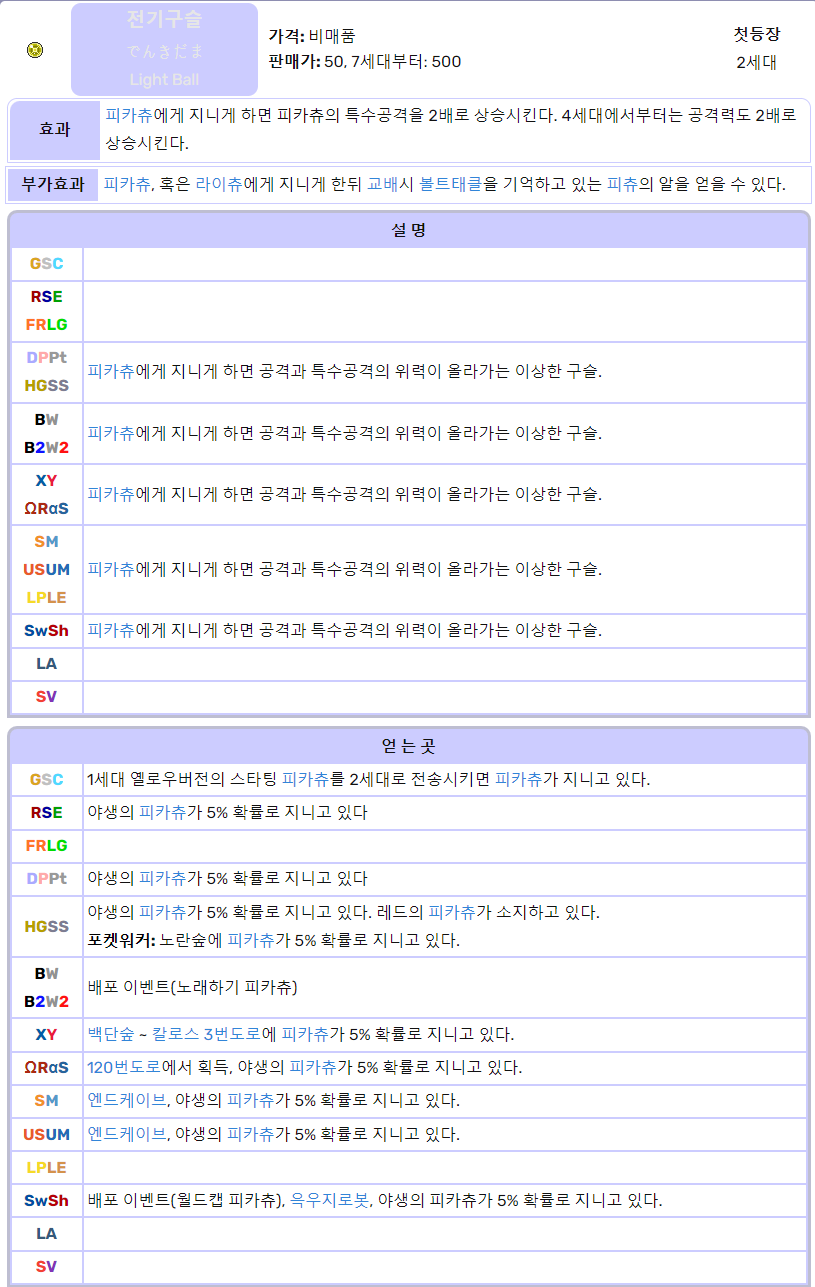 전기구슬
でんきだま
Light Ball
가격: 비매품
판매가: 50, 7세대부터: 500
첫등장
2세대
효과
피카츄에게 지니게 하면 피카츄의 특수공격을 2배로 상승시킨다. 4세대에서부터는 공격력도 2배로
상승시킨다.
부가효과
피카츄, 혹은 라이츄에게 지니게 한뒤 교배시 볼트태클을 기억하고 있는 피츄의 알을 얻을 수 있다.
설 명
GSC
RSE
FRLG
DPPt
HGSS
피카츄에게 지니게 하면 공격과 특수공격의 위력이 올라가는 이상한 구슬.
BW
B2W2
피카츄에게 지니게 하면 공격과 특수공격의 위력이 올라가는 이상한 구슬.
XY
ΩRαS
피카츄에게 지니게 하면 공격과 특수공격의 위력이 올라가는 이상한 구슬.
SM
USUM
LPLE
피카츄에게 지니게 하면 공격과 특수공격의 위력이 올라가는 이상한 구슬.
SwSh 피카츄에게 지니게 하면 공격과 특수공격의 위력이 올라가는 이상한 구슬.
LA
SV
얻 는 곳
GSC 1세대 옐로우버전의 스타팅 피카츄를 2세대로 전송시키면 피카츄가 지니고 있다.
RSE 야생의 피카츄가 5% 확률로 지니고 있다
FRLG
DPPt 야생의 피카츄가 5% 확률로 지니고 있다
HGSS
야생의 피카츄가 5% 확률로 지니고 있다. 레드의 피카츄가 소지하고 있다.
포켓워커: 노란숲에 피카츄가 5% 확률로 지니고 있다.
BW
B2W2
배포 이벤트(노래하기 피카츄)
XY 백단숲 ~ 칼로스 3번도로에 피카츄가 5% 확률로 지니고 있다.
ΩRαS 120번도로에서 획득, 야생의 피카츄가 5% 확률로 지니고 있다.
SM 엔드케이브, 야생의 피카츄가 5% 확률로 지니고 있다.
USUM 엔드케이브, 야생의 피카츄가 5% 확률로 지니고 있다.
LPLE
SwSh 배포 이벤트(월드캡 피카츄), 윽우지로봇, 야생의 피카츄가 5% 확률로 지니고 있다.
LA
SV